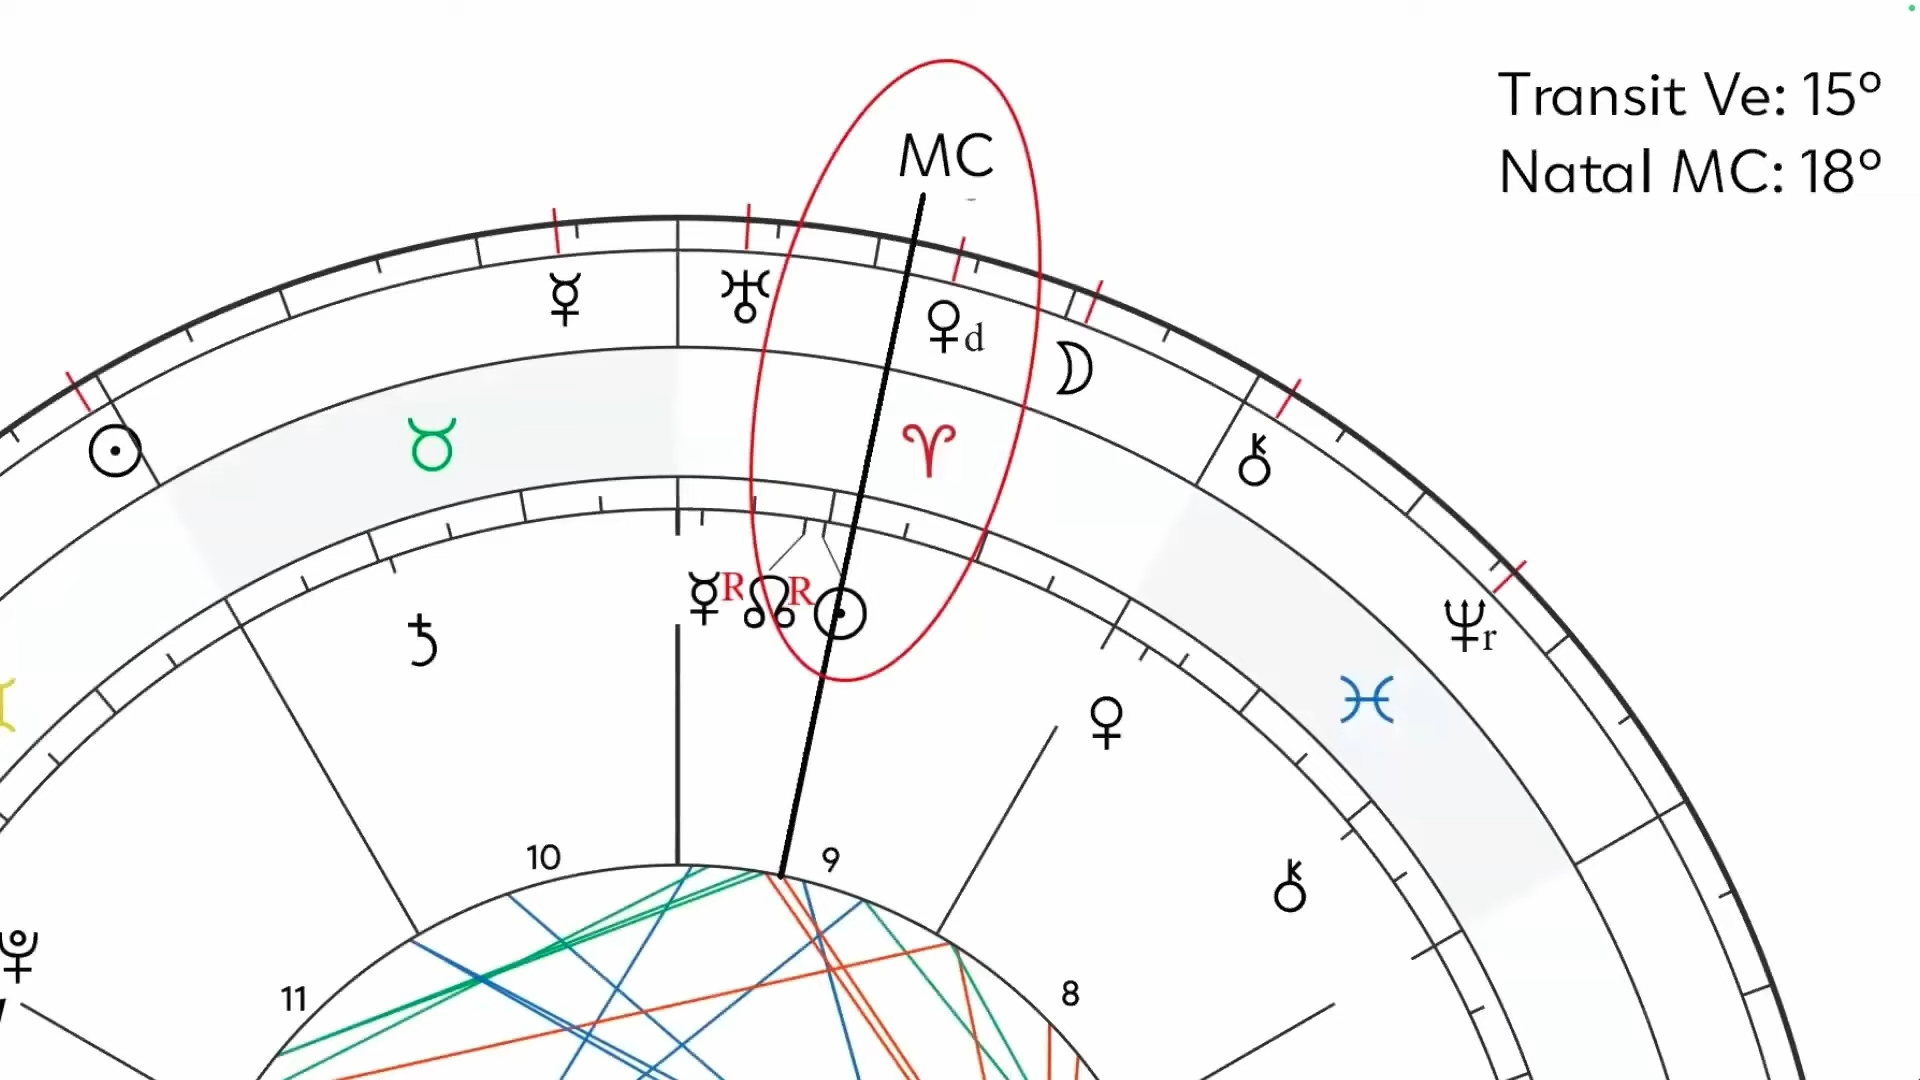 Transit Ve: 15°
Natal MC: 18°
MC
☿
♅
♀d
☽
☉
♉
♈
⚷
♆r
☿R☊R☉
♄
♀
♓
10
9
⚷
♇
11
8